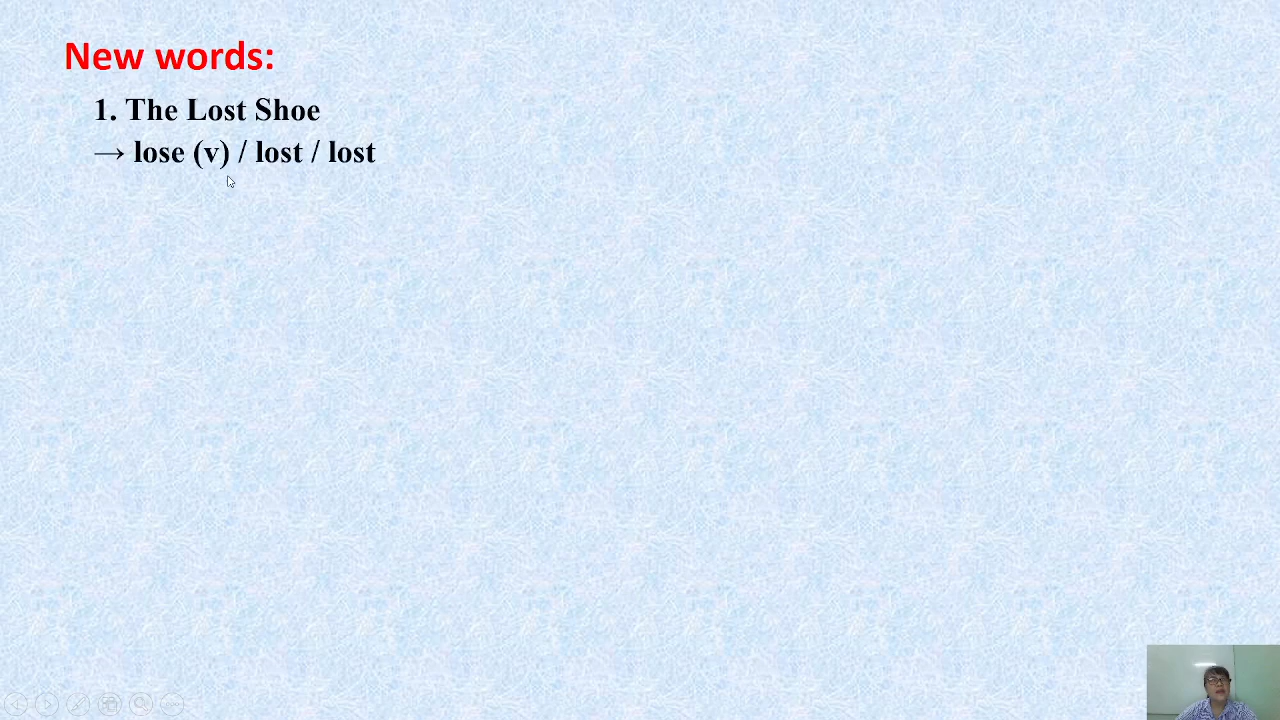 New words:
1. The Lost Shoe
→ lose (v) / lost / lost